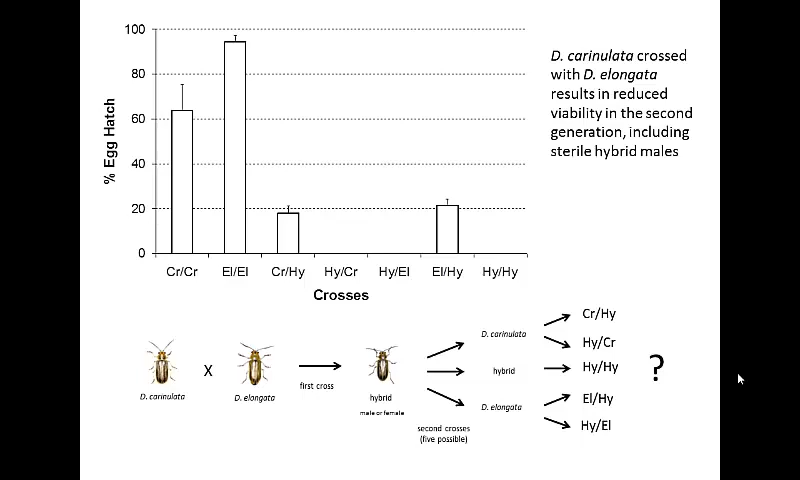 100
80
60
40
20
0
% Egg Hatch
Cr/Cr El/El Cr/Hy Hy/Cr Hy/El El/Hy Hy/Hy
Crosses
D. carinulata crossed
with D. elongata
results in reduced
viability in the second
generation, including
sterile hybrid males
D. carinulata
X
D. elongata
first cross
hybrid
male or female
D. carinulata
hybrid
D. elongata
second crosses
(five possible)
Cr/Hy
Hy/Cr
Hy/Hy
El/Hy
Hy/El
?